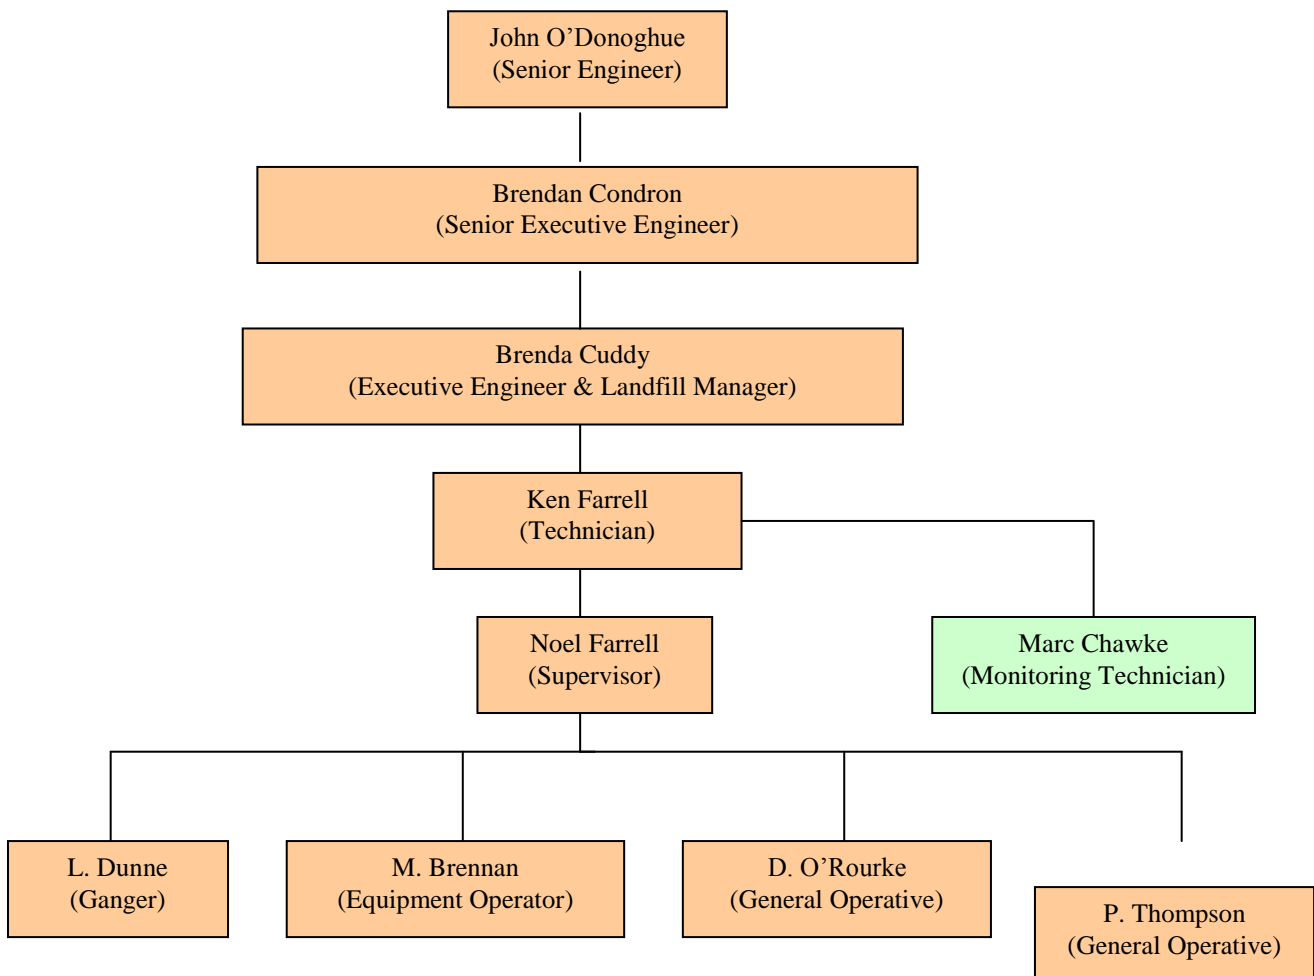 John O’Donoghue
(Senior Engineer)
Brendan Condron
(Senior Executive Engineer)
Brenda Cuddy
(Executive Engineer & Landfill Manager)
Ken Farrell
(Technician)
Noel Farrell
(Supervisor)
Marc Chawke
(Monitoring Technician)
L. Dunne
(Ganger)
M. Brennan
(Equipment Operator)
D. O’Rourke
(General Operative)
P. Thompson
(General Operative)